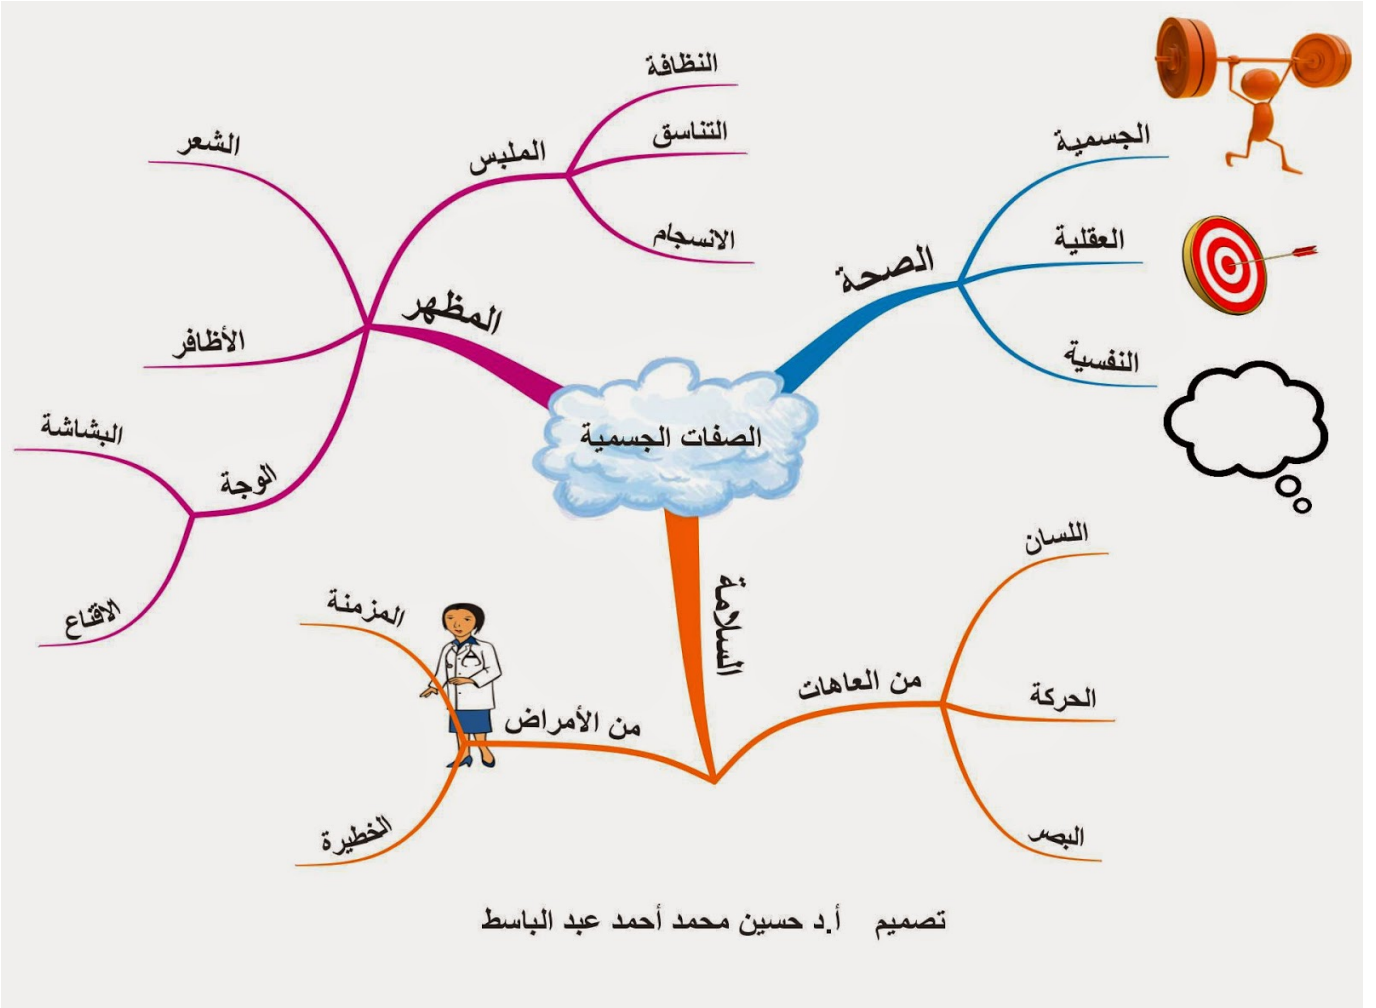 الصفات الجسمية
الصحة
الجسمية
العقلية
النفسية
المظهر
الملبس
النظافة
التناسق
الانسجام
الشعر
الأظافر
الوجة
البشاشة
الاقناع
السلامة
من العاهات
اللسان
الحركة
البصر
من الأمراض
المزمنة
الخطيرة
تصميم أ.د حسين محمد أحمد عبد الباسط